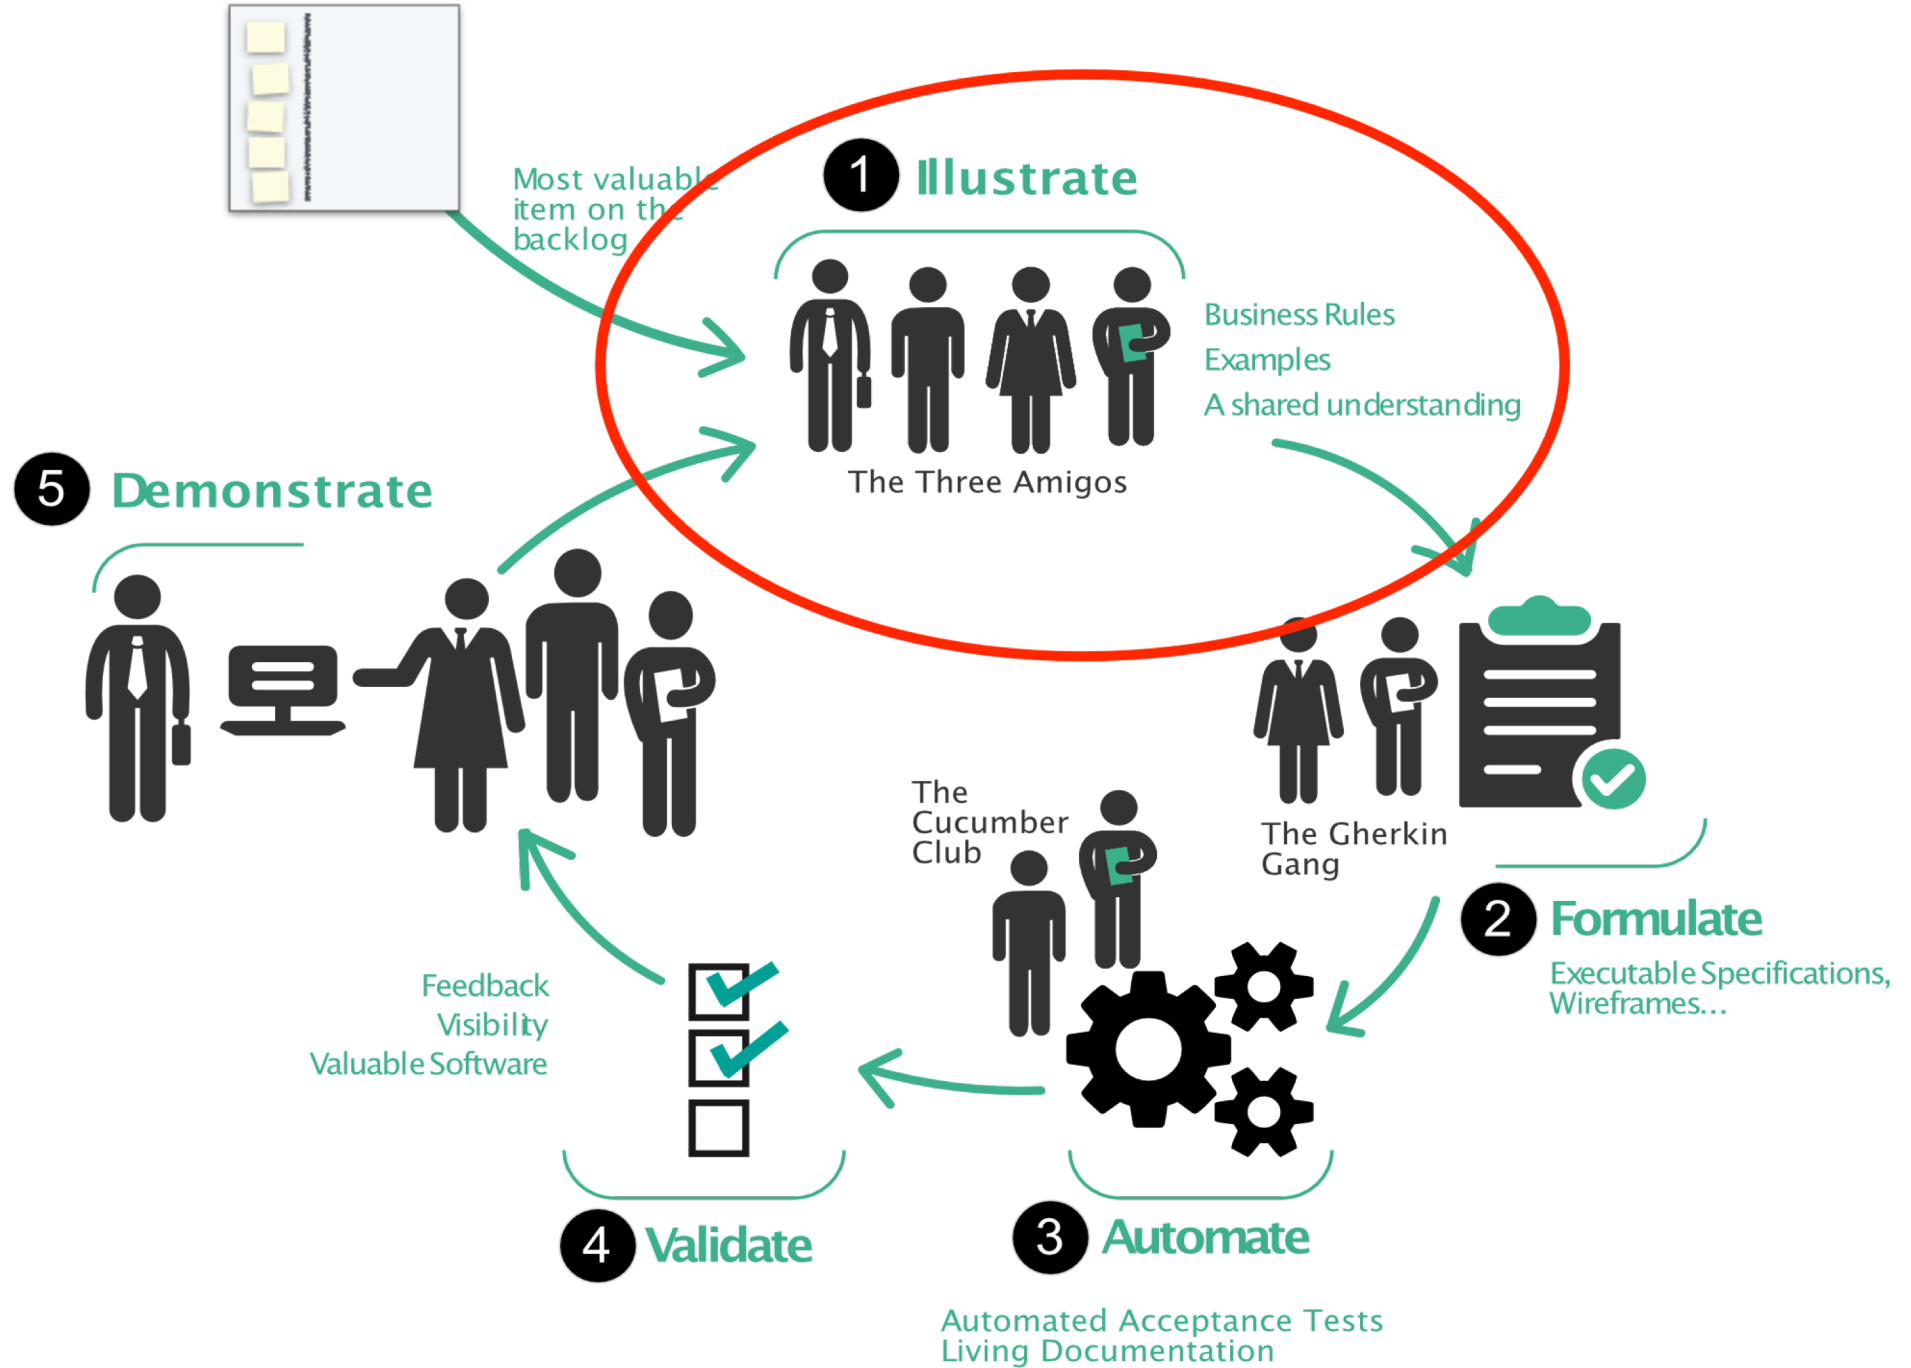 Most valuable
item on the
backlog
1 Illustrate
Business Rules
Examples
A shared understanding
The Three Amigos
5 Demonstrate
The Gherkin
Gang
2 Formulate
Executable Specifications,
Wireframes...
The
Cucumber
Club
3 Automate
Automated Acceptance Tests
Living Documentation
Feedback
Visibility
Valuable Software
4 Validate